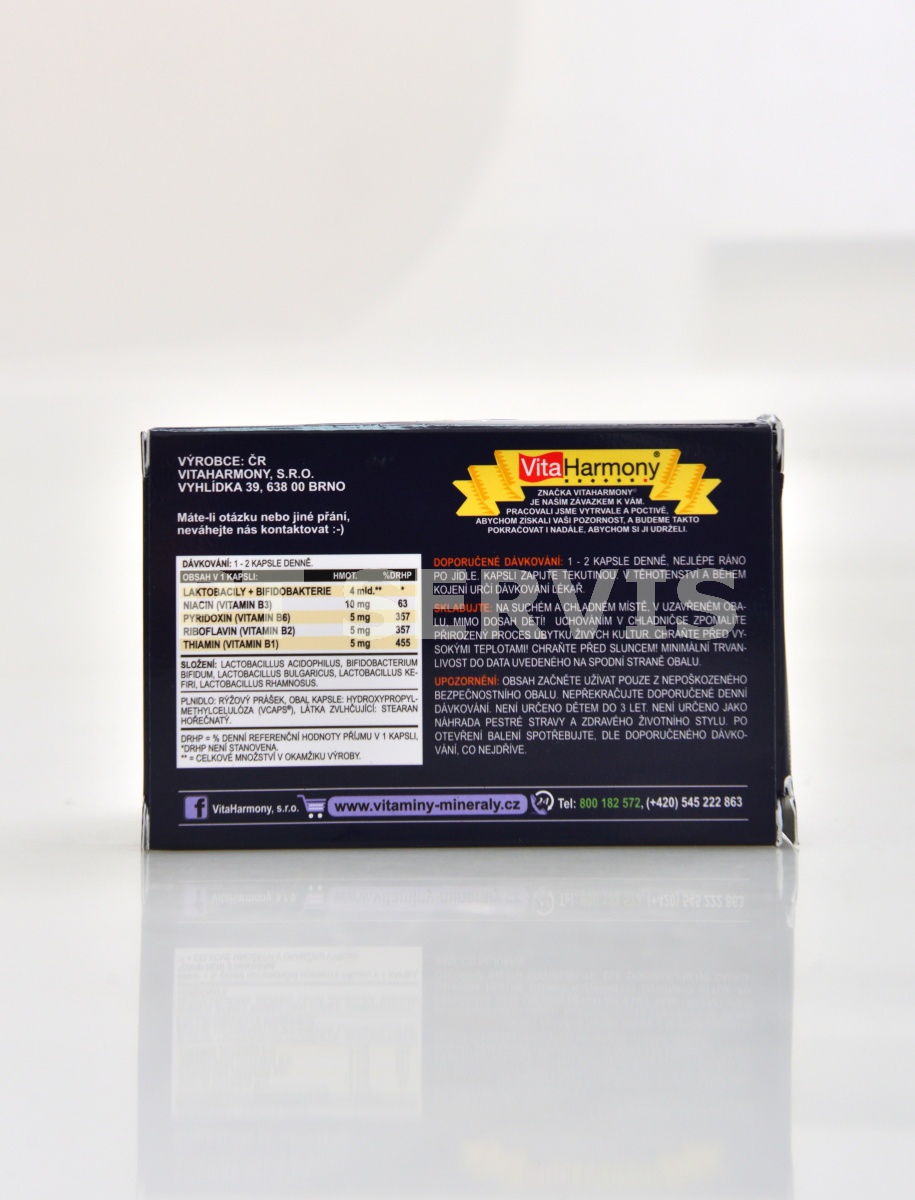 VÝROBCE: ČR
VITAHARMONY, S.R.O.
VYHLÍDKA 39, 638 00 BRNO
Máte-li otázku nebo jiné přání,
neváhejte nás kontaktovat :-)
VitaHarmony®
ZNAČKA VITAHARMONY®
JE NAŠÍM ZÁVAZKEM K VÁM.
PRACOVALI JSME VYTRVALE A POCTIVĚ,
ABYCHOM ZÍSKALI VAŠI POZORNOST, A BUDEME TAKTO
POKRAČOVAT I NADÁLE, ABYCHOM SI JI UDRŽELI.
DÁVKOVÁNÍ: 1 - 2 KAPSLE DENNĚ.
OBSAH V 1 KAPSLI: HMOT. %DRHP
LAKTOBACILY + BIFIDOBAKTERIE 4 mld.** *
NIACIN (VITAMIN B3) 10 mg 63
PYRIDOXIN (VITAMIN B6) 5 mg 357
RIBOFLAVIN (VITAMIN B2) 5 mg 357
THIAMIN (VITAMIN B1) 5 mg 455
SLOŽENÍ: LACTOBACILLUS ACIDOPHILUS, BIFIDOBACTERIUM
BIFIDUM, LACTOBACILLUS BULGARICUS, LACTOBACILLUS KE-
FIRI, LACTOBACILLUS RHAMNOSUS.
PLNIDLO: RÝŽOVÝ PRÁŠEK, OBAL KAPSLE: HYDROXYPROPYL-
METHYLCELULÓZA (VCAPS®), LÁTKA ZVLHČUJÍCÍ: STEARAN
HOŘEČNATÝ.
DRHP = % DENNÍ REFERENČNÍ HODNOTY PŘÍJMU V 1 KAPSLI,
*DRHP NENÍ STANOVENA.
** = CELKOVÉ MNOŽSTVÍ V OKAMŽIKU VÝROBY.
DOPORUČENÉ DÁVKOVÁNÍ: 1 - 2 KAPSLE DENNĚ, NEJLÉPE RÁNO
PO JÍDLE. KAPSLI ZAPIJTE TEKUTINOU. V TĚHOTENSTVÍ A BĚHEM
KOJENÍ URČÍ DÁVKOVÁNÍ LÉKAŘ.
SKLADUJTE: NA SUCHÉM A CHLADNÉM MÍSTĚ, V UZAVŘENÉM OBA-
LU, MIMO DOSAH DĚTÍ. UCHOVÁNÍM V CHLADNIČCE ZPOMALÍTE
PŘIROZENÝ PROCES ÚBYTKU ŽIVÝCH KULTUR. CHRAŇTE PŘED VY-
SOKÝMI TEPLOTAMI! CHRAŇTE PŘED SLUNCEM! MINIMÁLNÍ TRVAN-
LIVOST DO DATA UVEDENÉHO NA SPODNÍ STRANĚ OBALU.
UPOZORNĚNÍ: OBSAH ZAČNĚTE UŽÍVAT POUZE Z NEPOŠKOZENÉHO
BEZPEČNOSTNÍHO OBALU. NEPŘEKRAČUJTE DOPORUČENÉ DENNÍ
DÁVKOVÁNÍ. NENÍ URČENO DĚTEM DO 3 LET. NENÍ URČENO JAKO
NÁHRADA PESTRÉ STRAVY A ZDRAVÉHO ŽIVOTNÍHO STYLU. PO
OTEVŘENÍ BALENÍ SPOTŘEBUJTE, DLE DOPORUČENÉHO DÁVKO-
VÁNÍ, CO NEJDŘÍVE.
SERVIS
f VitaHarmony, s.r.o. www.vitaminy-mineraly.cz 24 Tel: 800 182 572, (+420) 545 222 863